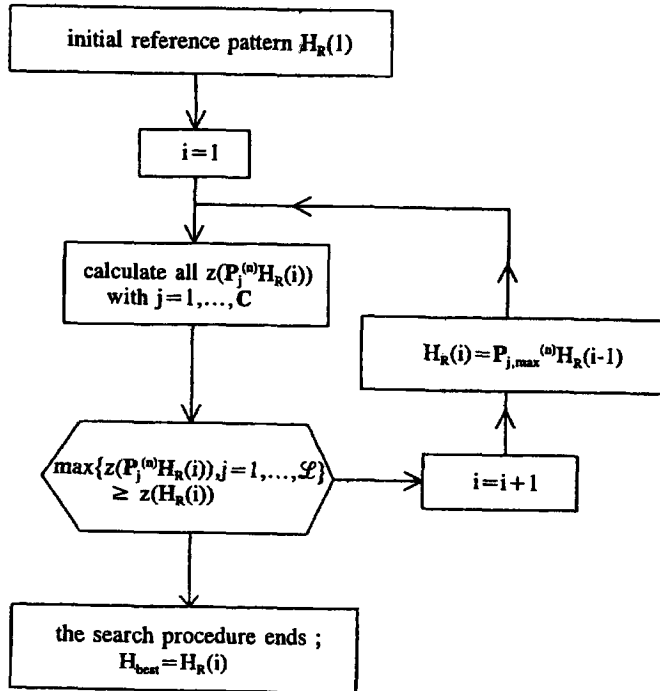 initial reference pattern H_R(1)
i=1
calculate all z(P_j^(n)H_R(i))
with j=1,...,C
H_R(i)=P_j,max^(n)H_R(i-1)
max{z(P_j^(n)H_R(i)),j=1,...,ℒ}
≥ z(H_R(i))
i=i+1
the search procedure ends ;
H_best=H_R(i)